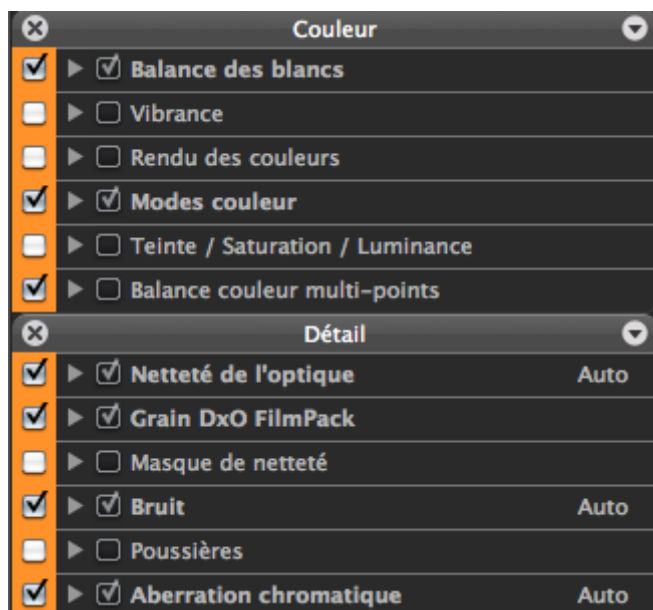 Couleur
Balance des blancs
Vibrance
Rendu des couleurs
Modes couleur
Teinte / Saturation / Luminance
Balance couleur multi-points
Détail
Netteté de l'optique Auto
Grain DxO FilmPack
Masque de netteté
Bruit Auto
Poussières
Aberration chromatique Auto